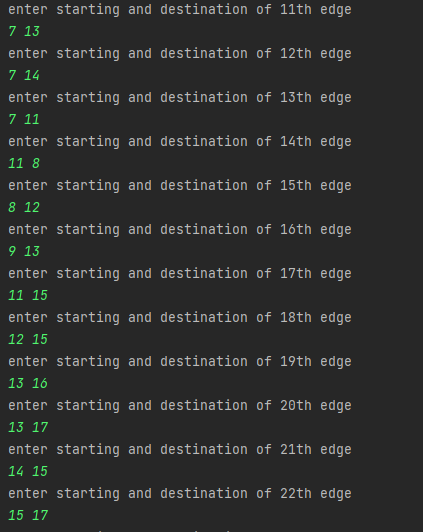 enter starting and destination of 11th edge
7 13
enter starting and destination of 12th edge
7 14
enter starting and destination of 13th edge
7 11
enter starting and destination of 14th edge
11 8
enter starting and destination of 15th edge
8 12
enter starting and destination of 16th edge
9 13
enter starting and destination of 17th edge
11 15
enter starting and destination of 18th edge
12 15
enter starting and destination of 19th edge
13 16
enter starting and destination of 20th edge
13 17
enter starting and destination of 21th edge
14 15
enter starting and destination of 22th edge
15 17